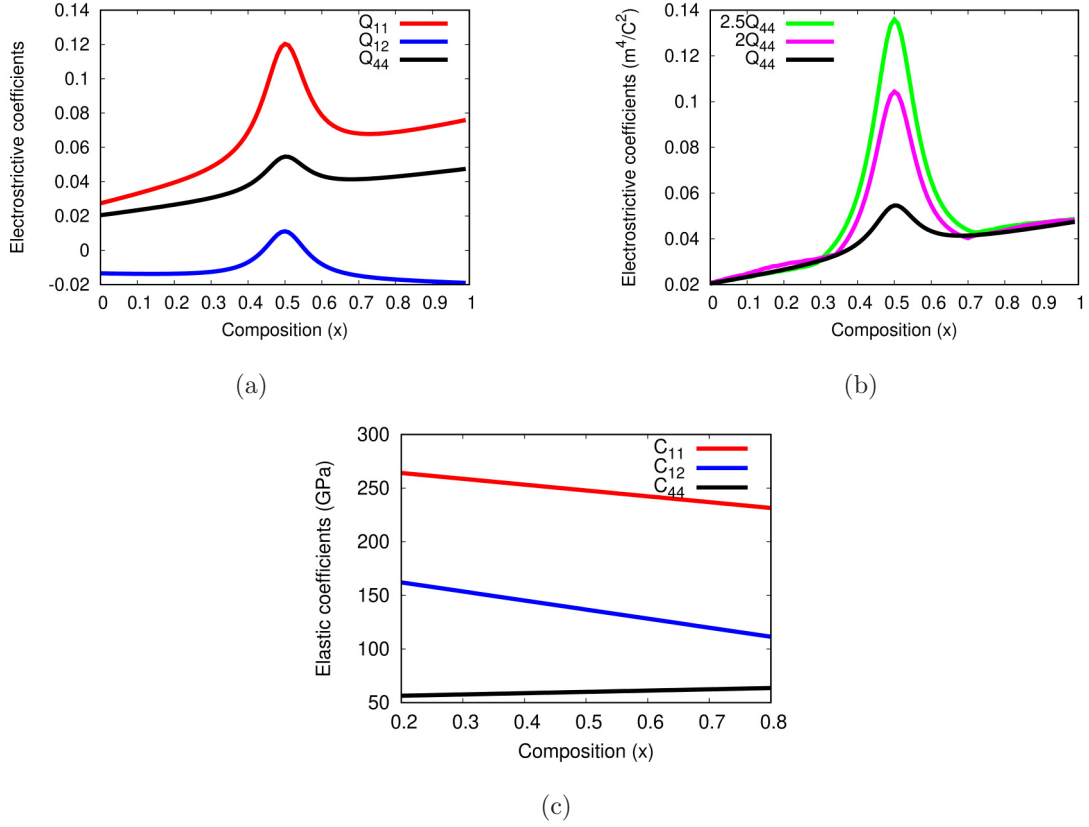 Electrostrictive coefficients
0.14
0.12
0.1
0.08
0.06
0.04
0.02
0
-0.02
Q11
Q12
Q44
0 0.1 0.2 0.3 0.4 0.5 0.6 0.7 0.8 0.9 1
Composition (x)
(a)
Electrostrictive coefficients (m^4/C^2)
0.14
0.12
0.1
0.08
0.06
0.04
0.02
2.5Q44
2Q44
Q44
0 0.1 0.2 0.3 0.4 0.5 0.6 0.7 0.8 0.9 1
Composition (x)
(b)
Elastic coefficients (GPa)
300
250
200
150
100
50
C11
C12
C44
0.2 0.3 0.4 0.5 0.6 0.7 0.8
Composition (x)
(c)